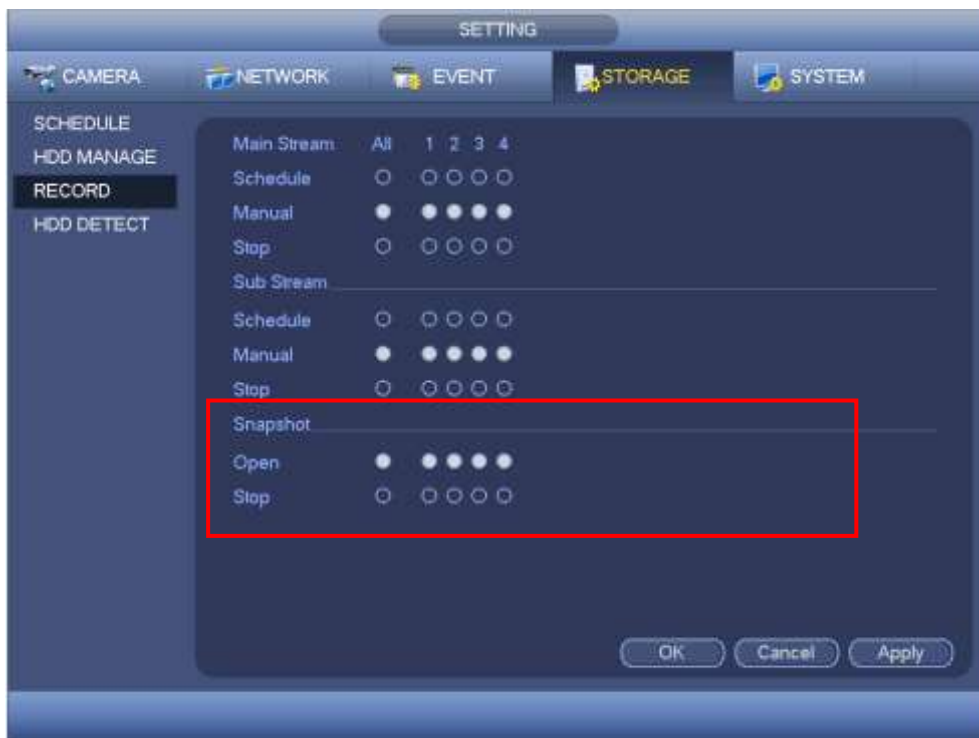 SETTING
CAMERA NETWORK EVENT STORAGE SYSTEM
SCHEDULE
HDD MANAGE
RECORD
HDD DETECT
Main Stream All 1 2 3 4
Schedule
Manual
Stop
Sub Stream
Schedule
Manual
Stop
Snapshot
Open
Stop
OK Cancel Apply